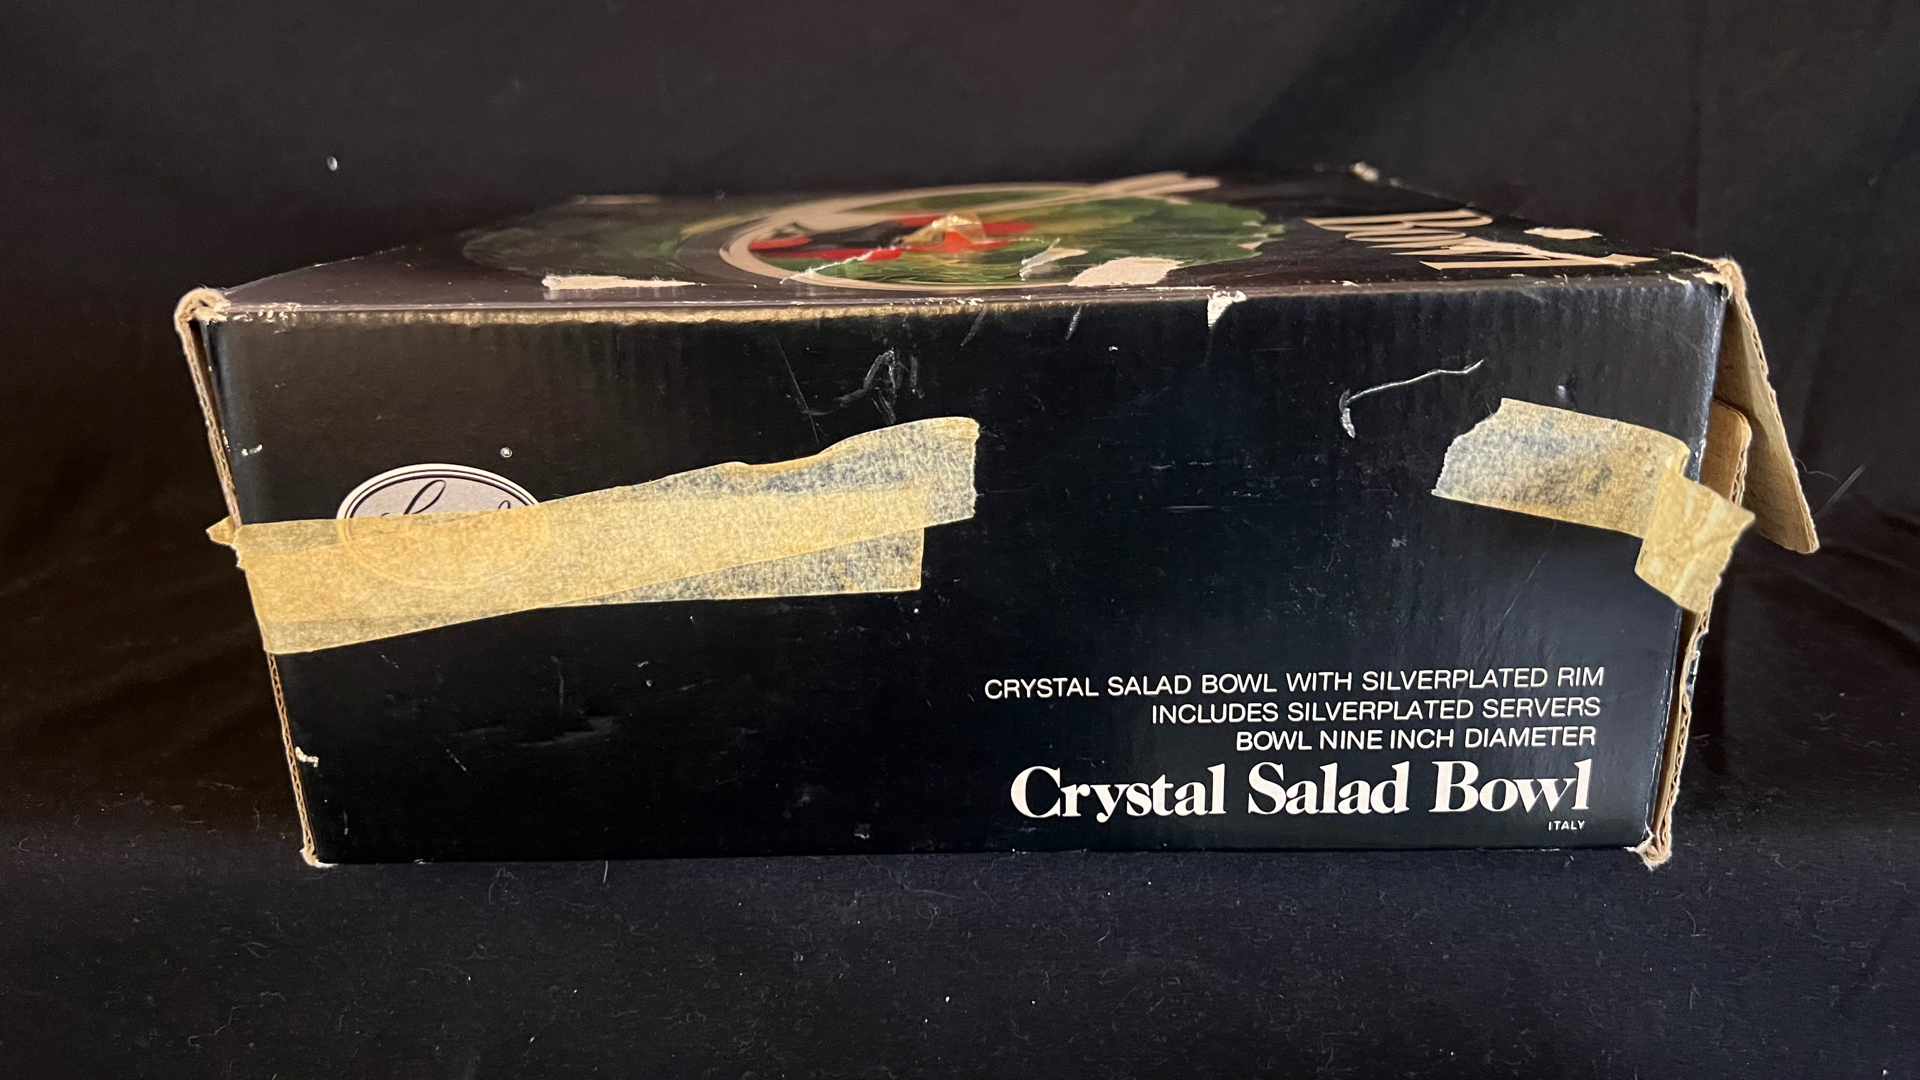 Bowl
®
CRYSTAL SALAD BOWL WITH SILVERPLATED RIM
INCLUDES SILVERPLATED SERVERS
BOWL NINE INCH DIAMETER
Crystal Salad Bowl
ITALY